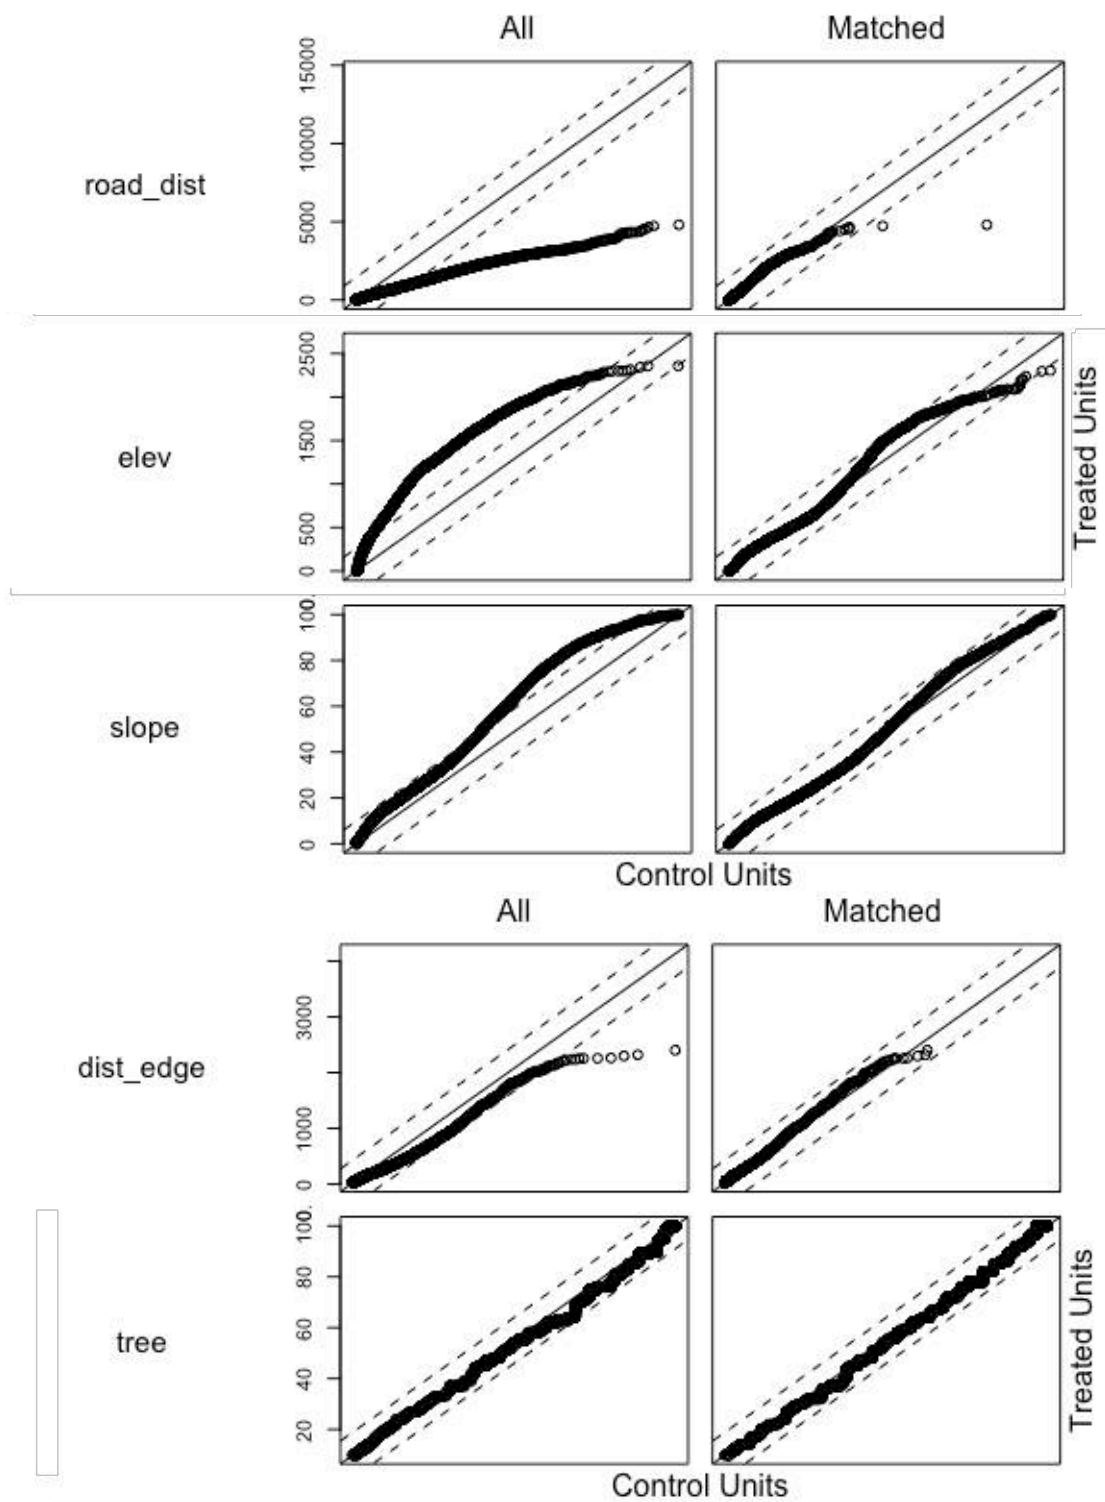 All Matched
road_dist
15000
10000
5000
0
elev
2500
1500
500
0
Treated Units
slope
100
80
60
40
20
0
Control Units
All Matched
dist_edge
3000
1000
0
tree
100
80
60
40
20
Treated Units
Control Units